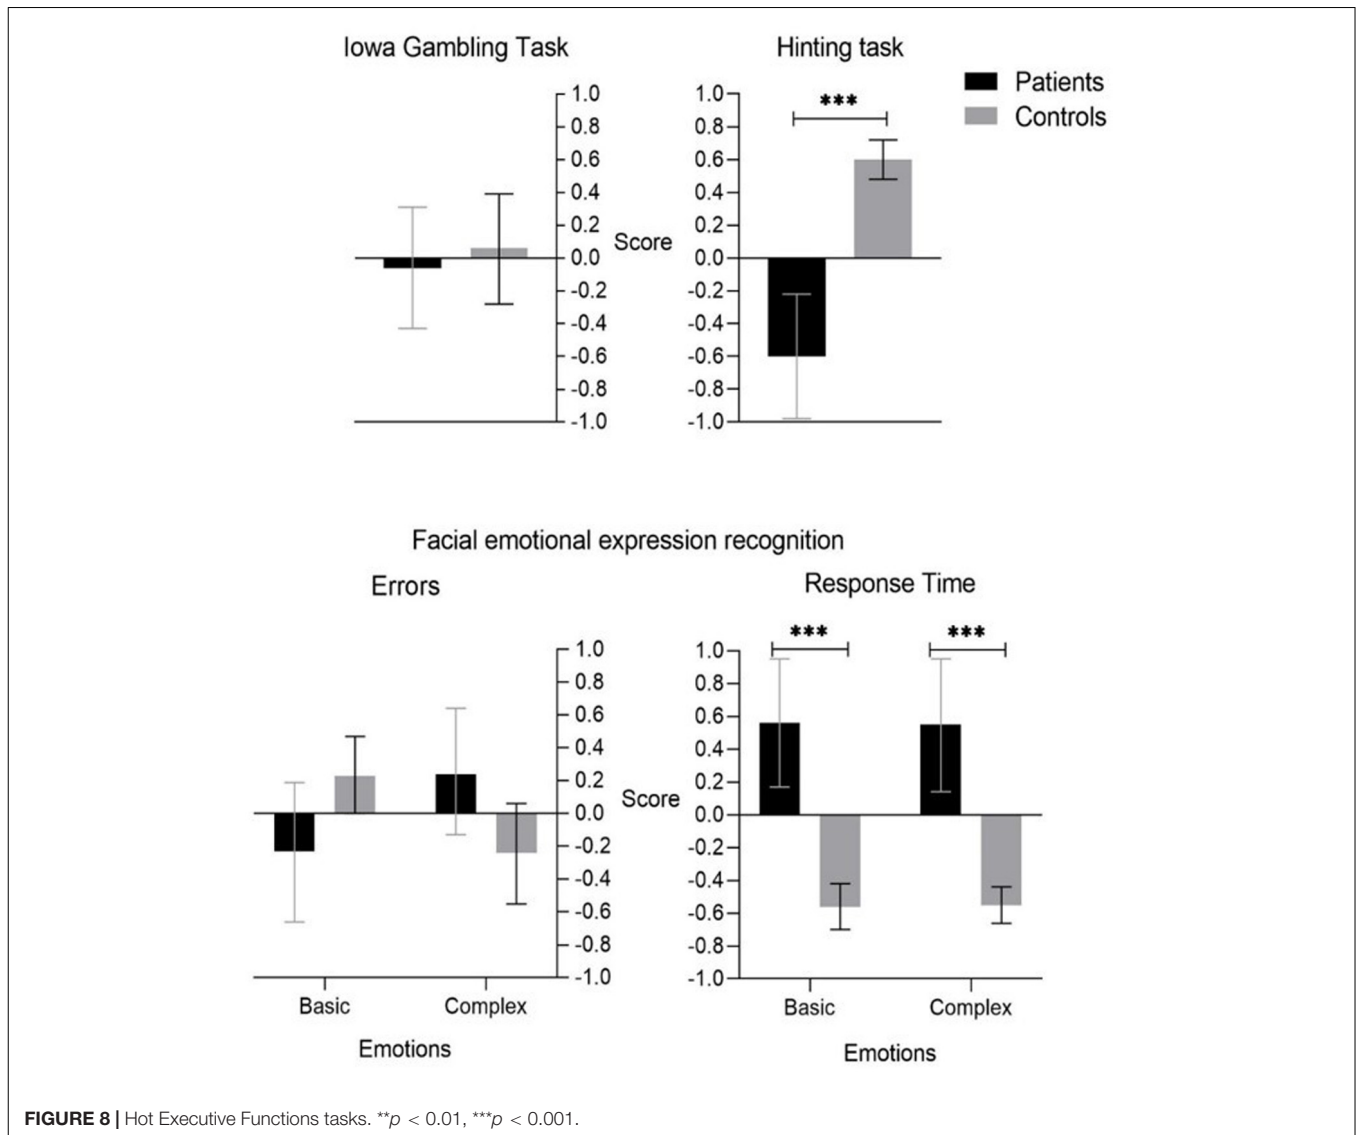 Iowa Gambling Task
Hinting task
Patients
Controls
1.0
0.8
0.6
0.4
0.2
0.0
-0.2
-0.4
-0.6
-0.8
-1.0
Score
1.0
0.8
0.6
0.4
0.2
0.0
-0.2
-0.4
-0.6
-0.8
-1.0
***
Facial emotional expression recognition
Errors
Response Time
1.0
0.8
0.6
0.4
0.2
0.0
-0.2
-0.4
-0.6
-0.8
-1.0
Basic
Complex
Emotions
Score
1.0
0.8
0.6
0.4
0.2
0.0
-0.2
-0.4
-0.6
-0.8
-1.0
***
***
Basic
Complex
Emotions
FIGURE 8 | Hot Executive Functions tasks. **p < 0.01, ***p < 0.001.